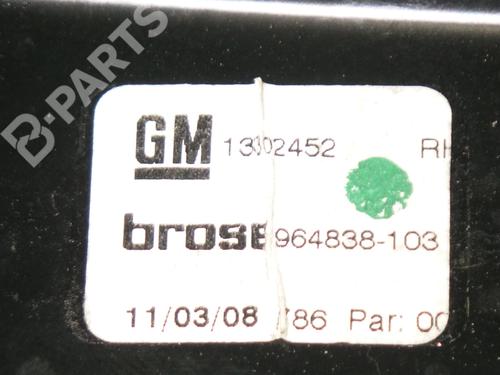 B-PARTS
GM 13302452 RH
brose 964838-103
11/03/08 786 Par: 00